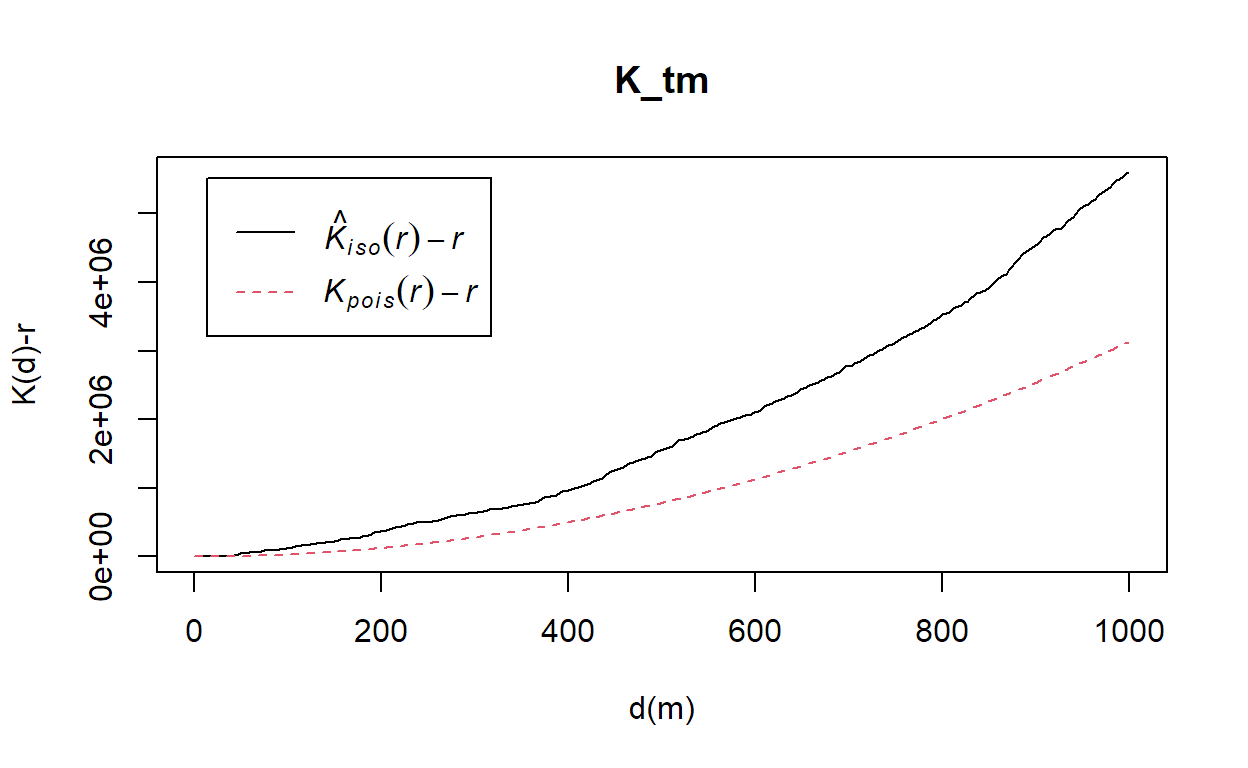 K_tm
K̂iso(r) – r
Kpois(r) – r
K(d)-r
0e+00 2e+06 4e+06
0 200 400 600 800 1000
d(m)